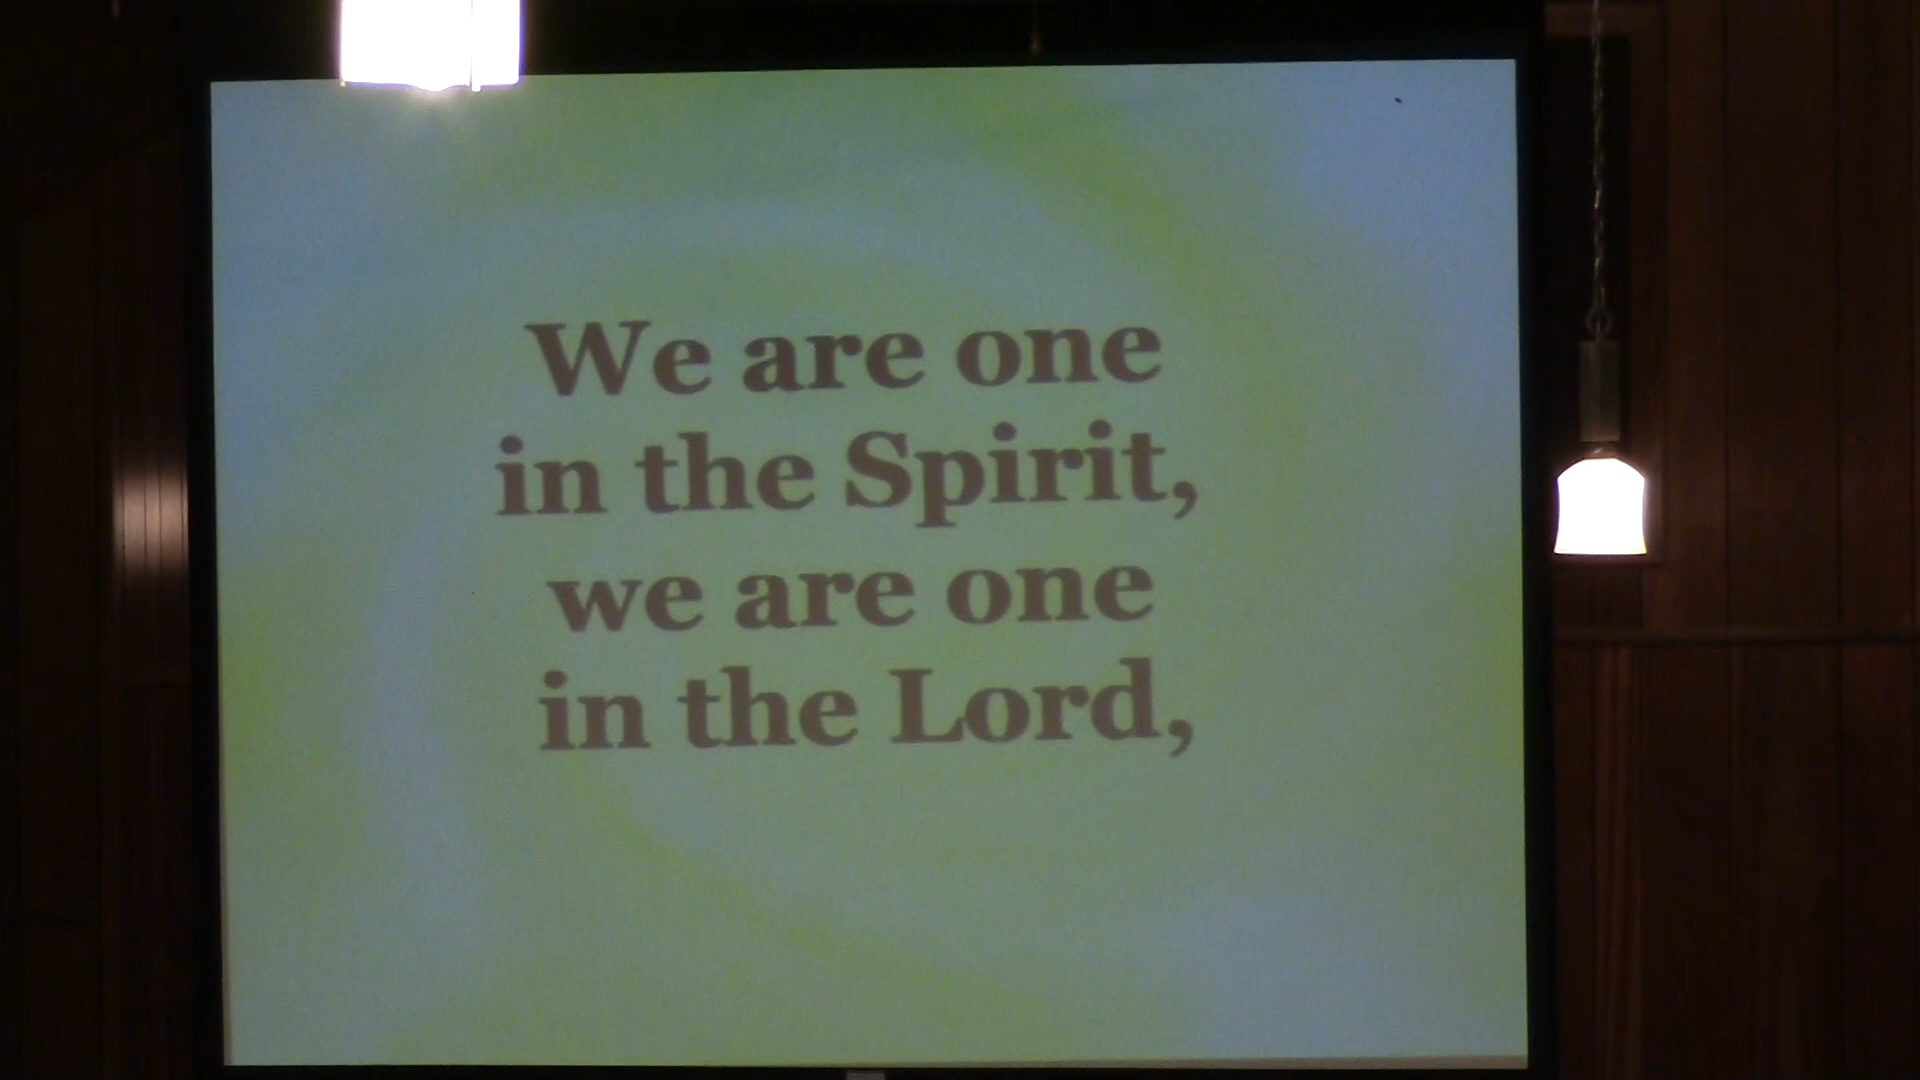 We are one
in the Spirit,
we are one
in the Lord,